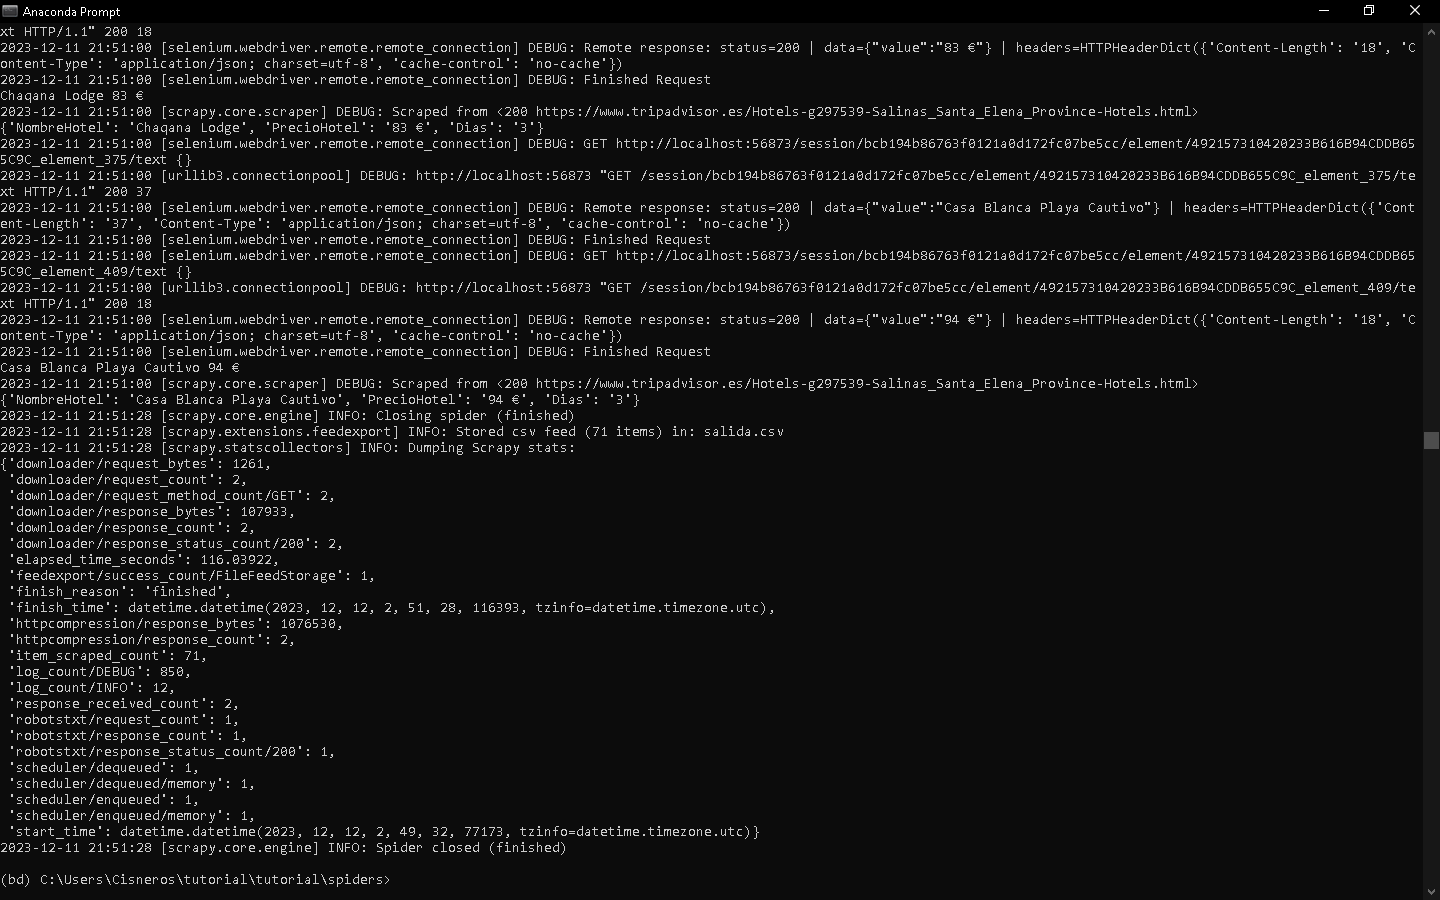 Anaconda Prompt
xt HTTP/1.1" 200 18
2023-12-11 21:51:00 [selenium.webdriver.remote.remote_connection] DEBUG: Remote response: status=200 | data={"value":"83 €"} | headers=HTTPHeaderDict({'Content-Length': '18', 'C
ontent-Type': 'application/json; charset=utf-8', 'cache-control': 'no-cache'})
2023-12-11 21:51:00 [selenium.webdriver.remote.remote_connection] DEBUG: Finished Request
Chaqana Lodge 83 €
2023-12-11 21:51:00 [scrapy.core.scraper] DEBUG: Scraped from <200 https://www.tripadvisor.es/Hotels-g297539-Salinas_Santa_Elena_Province-Hotels.html>
{'NombreHotel': 'Chaqana Lodge', 'PrecioHotel': '83 €', 'Dias': '3'}
2023-12-11 21:51:00 [selenium.webdriver.remote.remote_connection] DEBUG: GET http://localhost:56873/session/bcb194b86763f0121a0d172fc07be5cc/element/492157310420233B616B94CDDB65
5C9C_element_375/text {}
2023-12-11 21:51:00 [urllib3.connectionpool] DEBUG: http://localhost:56873 "GET /session/bcb194b86763f0121a0d172fc07be5cc/element/492157310420233B616B94CDDB655C9C_element_375/te
xt HTTP/1.1" 200 37
2023-12-11 21:51:00 [selenium.webdriver.remote.remote_connection] DEBUG: Remote response: status=200 | data={"value":"Casa Blanca Playa Cautivo"} | headers=HTTPHeaderDict({'Cont
ent-Length': '37', 'Content-Type': 'application/json; charset=utf-8', 'cache-control': 'no-cache'})
2023-12-11 21:51:00 [selenium.webdriver.remote.remote_connection] DEBUG: Finished Request
2023-12-11 21:51:00 [selenium.webdriver.remote.remote_connection] DEBUG: GET http://localhost:56873/session/bcb194b86763f0121a0d172fc07be5cc/element/492157310420233B616B94CDDB65
5C9C_element_409/text {}
2023-12-11 21:51:00 [urllib3.connectionpool] DEBUG: http://localhost:56873 "GET /session/bcb194b86763f0121a0d172fc07be5cc/element/492157310420233B616B94CDDB655C9C_element_409/te
xt HTTP/1.1" 200 18
2023-12-11 21:51:00 [selenium.webdriver.remote.remote_connection] DEBUG: Remote response: status=200 | data={"value":"94 €"} | headers=HTTPHeaderDict({'Content-Length': '18', 'C
ontent-Type': 'application/json; charset=utf-8', 'cache-control': 'no-cache'})
2023-12-11 21:51:00 [selenium.webdriver.remote.remote_connection] DEBUG: Finished Request
Casa Blanca Playa Cautivo 94 €
2023-12-11 21:51:00 [scrapy.core.scraper] DEBUG: Scraped from <200 https://www.tripadvisor.es/Hotels-g297539-Salinas_Santa_Elena_Province-Hotels.html>
{'NombreHotel': 'Casa Blanca Playa Cautivo', 'PrecioHotel': '94 €', 'Dias': '3'}
2023-12-11 21:51:28 [scrapy.core.engine] INFO: Closing spider (finished)
2023-12-11 21:51:28 [scrapy.extensions.feedexport] INFO: Stored csv feed (71 items) in: salida.csv
2023-12-11 21:51:28 [scrapy.statscollectors] INFO: Dumping Scrapy stats:
{'downloader/request_bytes': 1261,
 'downloader/request_count': 2,
 'downloader/request_method_count/GET': 2,
 'downloader/response_bytes': 107933,
 'downloader/response_count': 2,
 'downloader/response_status_count/200': 2,
 'elapsed_time_seconds': 116.03922,
 'feedexport/success_count/FileFeedStorage': 1,
 'finish_reason': 'finished',
 'finish_time': datetime.datetime(2023, 12, 12, 2, 51, 28, 116393, tzinfo=datetime.timezone.utc),
 'httpcompression/response_bytes': 1076530,
 'httpcompression/response_count': 2,
 'item_scraped_count': 71,
 'log_count/DEBUG': 850,
 'log_count/INFO': 12,
 'response_received_count': 2,
 'robotstxt/request_count': 1,
 'robotstxt/response_count': 1,
 'robotstxt/response_status_count/200': 1,
 'scheduler/dequeued': 1,
 'scheduler/dequeued/memory': 1,
 'scheduler/enqueued': 1,
 'scheduler/enqueued/memory': 1,
 'start_time': datetime.datetime(2023, 12, 12, 2, 49, 32, 77173, tzinfo=datetime.timezone.utc)}
2023-12-11 21:51:28 [scrapy.core.engine] INFO: Spider closed (finished)
(bd) C:\Users\Cisneros\tutorial\tutorial\spiders>